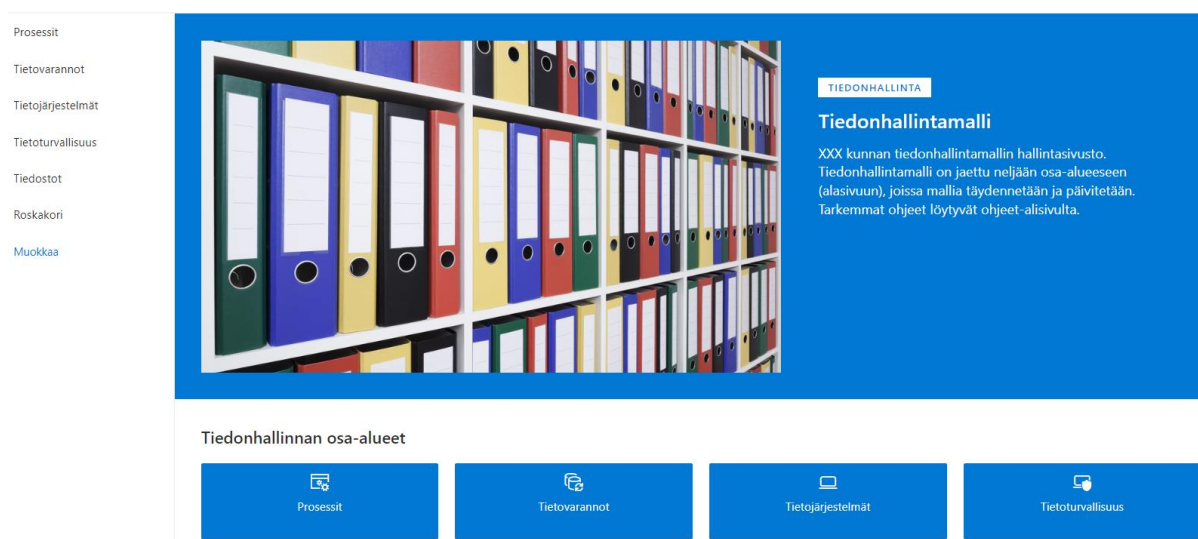 Prosessit
Tietovarannot
Tietojärjestelmät
Tietoturvallisuus
Tiedostot
Roskakori
Muokkaa
TIEDONHALLINTA
Tiedonhallintamalli
XXX kunnan tiedonhallintamallin hallintasivusto.
Tiedonhallintamalli on jaettu neljään osa-alueeseen
(alasivuun), joissa mallia täydennetään ja päivitetään.
Tarkemmat ohjeet löytyvät ohjeet-alisivulta.
Tiedonhallinnan osa-alueet
Prosessit
Tietovarannot
Tietojärjestelmät
Tietoturvallisuus